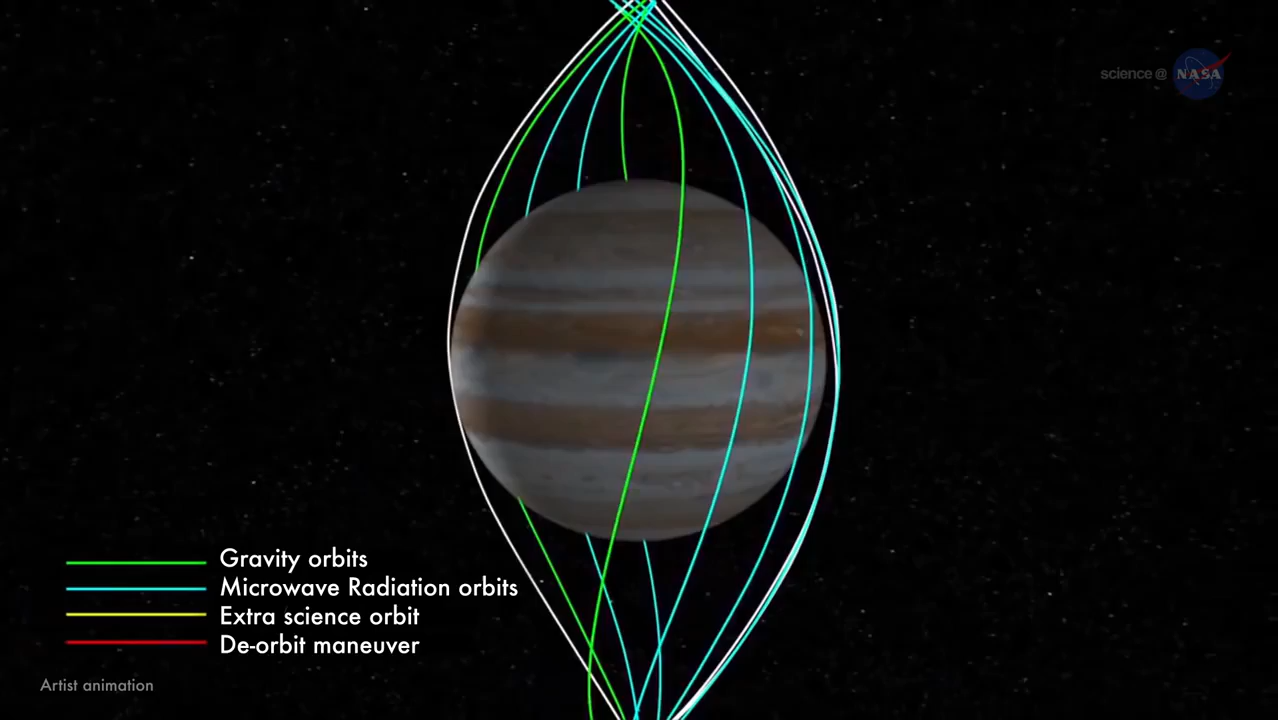 science @ NASA
Gravity orbits
Microwave Radiation orbits
Extra science orbit
De-orbit maneuver
Artist animation